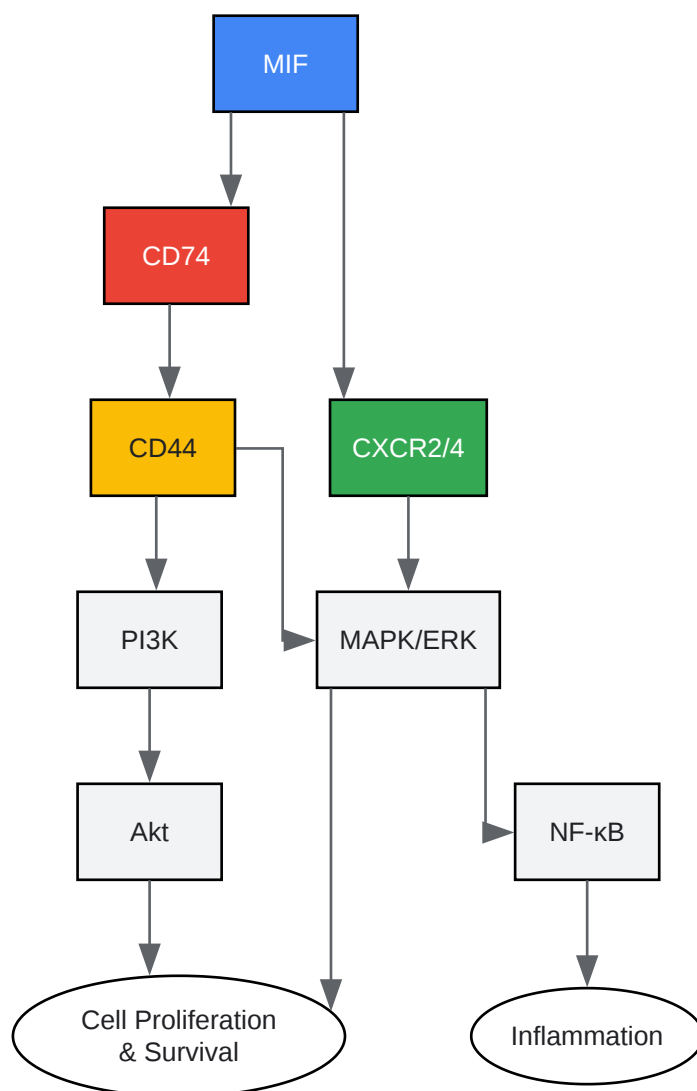 MIF
CD74
CD44
CXCR2/4
PI3K
MAPK/ERK
Akt
NF-κB
Cell Proliferation
& Survival
Inflammation